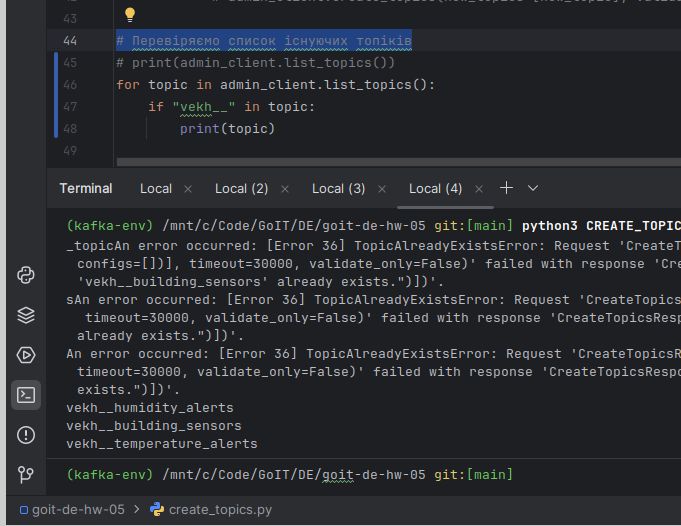 43
44 # Перевіряємо список існуючих топіків
45 # print(admin_client.list_topics())
46 for topic in admin_client.list_topics():
47 if "vekh__" in topic:
48 print(topic)
49
Terminal Local × Local (2) × Local (3) × Local (4) ×
(kafka-env) /mnt/c/Code/GoIT/DE/goit-de-hw-05 git:[main] python3 CREATE_TOPIC
_topicAn error occurred: [Error 36] TopicAlreadyExistsError: Request 'CreateT
configs=[])], timeout=30000, validate_only=False)' failed with response 'Cre
'vekh__building_sensors' already exists.")])'.
sAn error occurred: [Error 36] TopicAlreadyExistsError: Request 'CreateTopics
timeout=30000, validate_only=False)' failed with response 'CreateTopicsResp
already exists.")])'.
An error occurred: [Error 36] TopicAlreadyExistsError: Request 'CreateTopicsR
timeout=30000, validate_only=False)' failed with response 'CreateTopicsRespo
exists.")])'.
vekh__humidity_alerts
vekh__building_sensors
vekh__temperature_alerts
(kafka-env) /mnt/c/Code/GoIT/DE/goit-de-hw-05 git:[main]
goit-de-hw-05 > create_topics.py